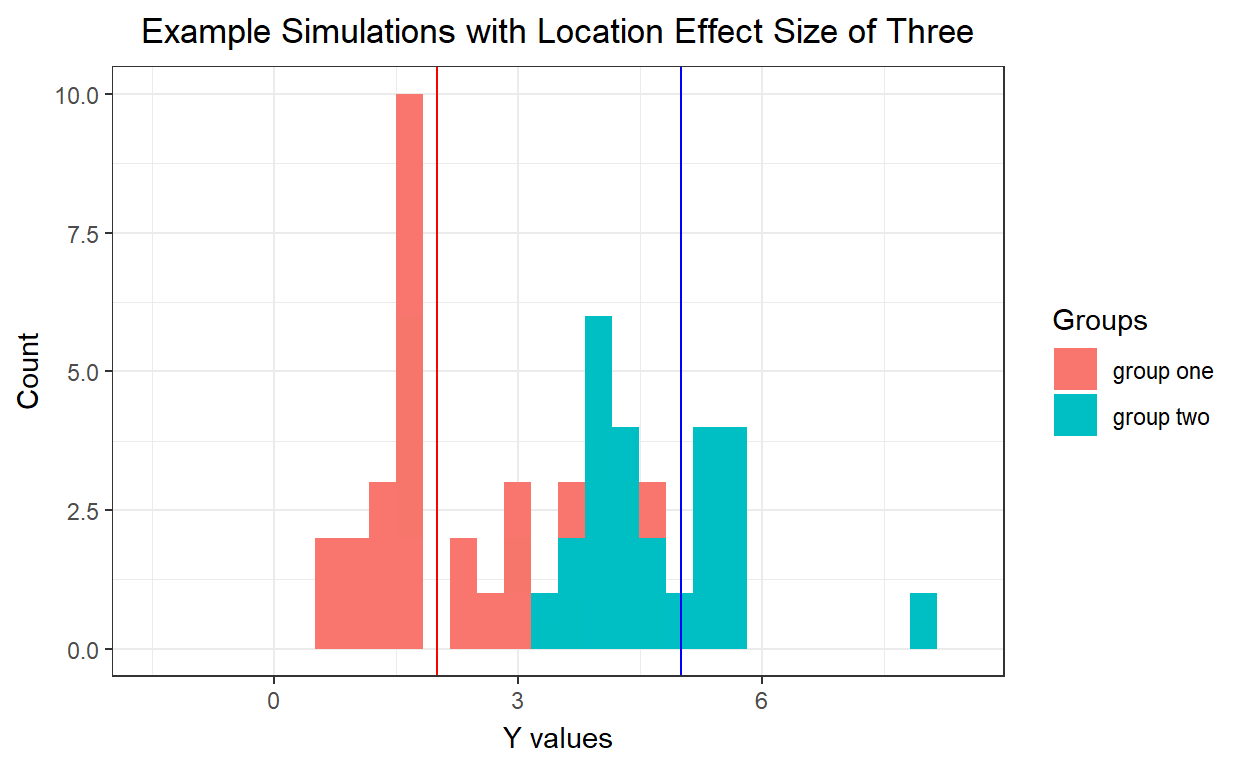 Example Simulations with Location Effect Size of Three
10.0
7.5
5.0
2.5
0.0
Count
0 3 6
Y values
Groups
group one
group two